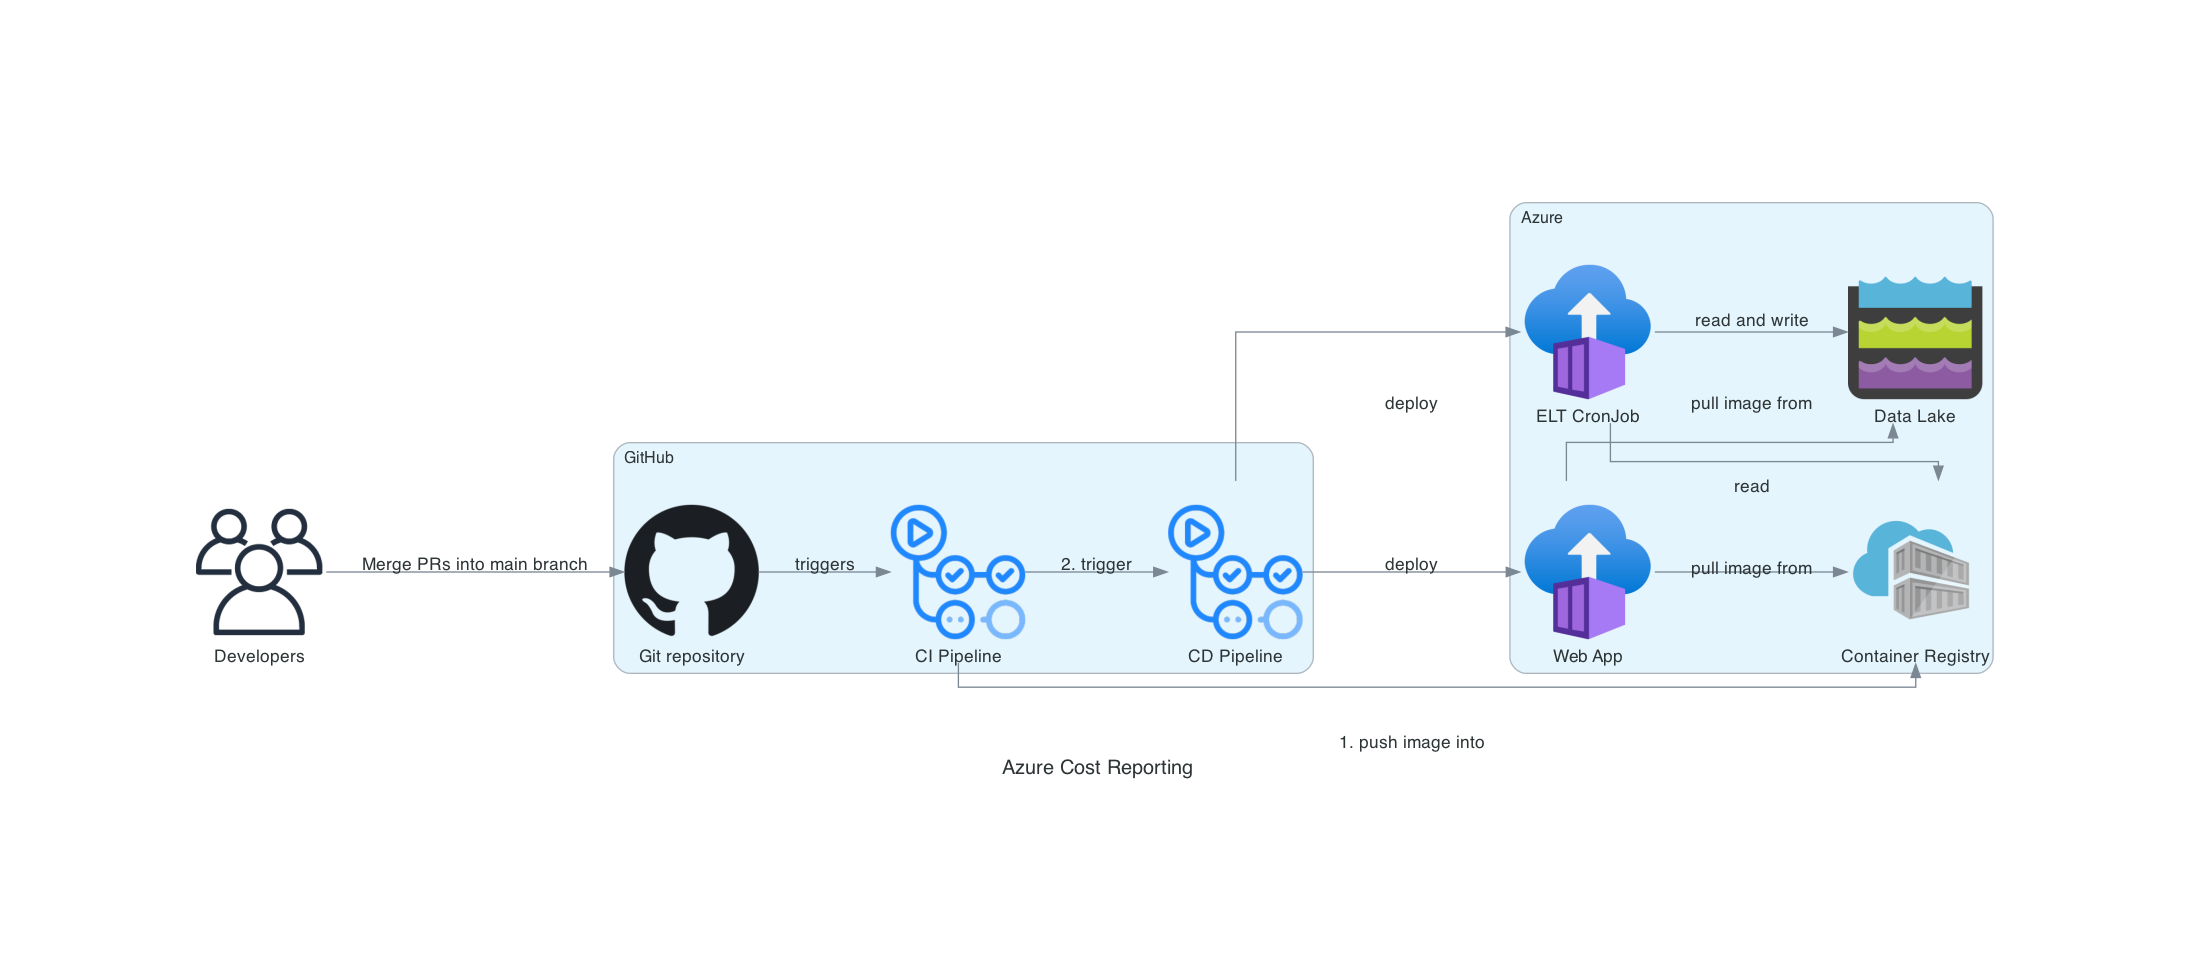 Azure
read and write
deploy
ELT CronJob
pull image from
Data Lake
GitHub
read
Merge PRs into main branch
triggers
2. trigger
deploy
pull image from
Developers
Git repository
CI Pipeline
CD Pipeline
Web App
Container Registry
1. push image into
Azure Cost Reporting